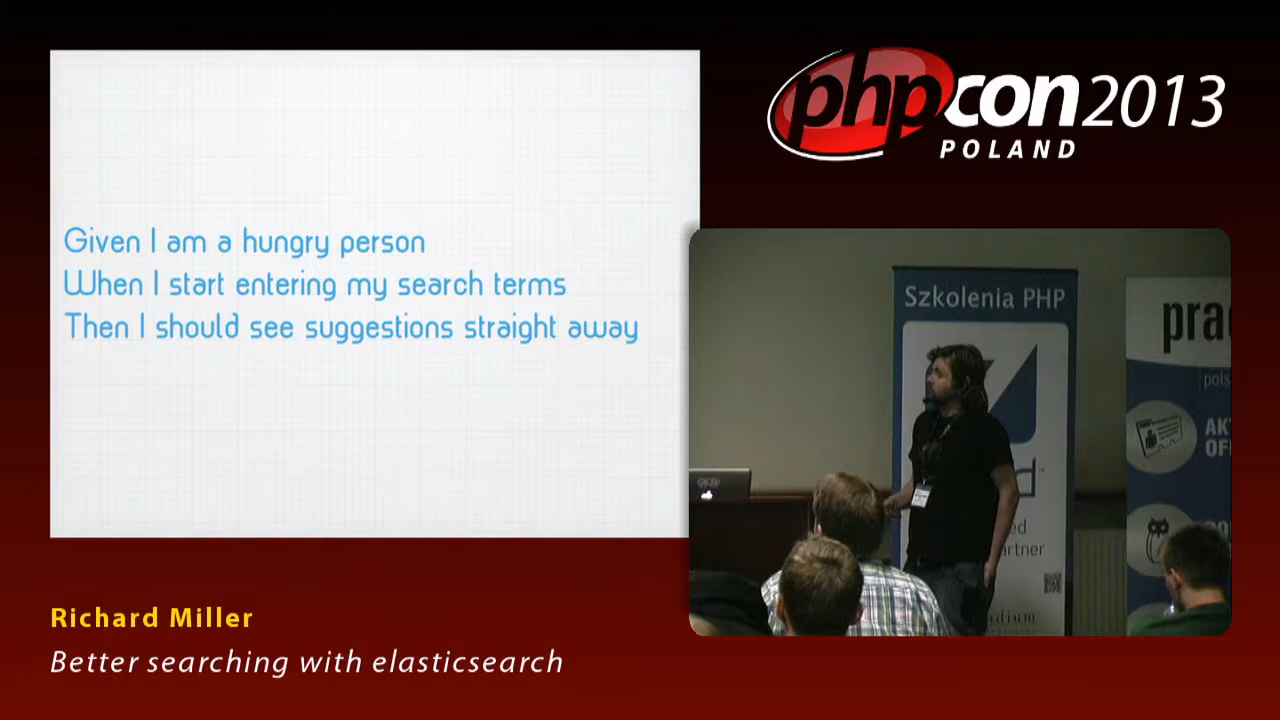 phpcon2013
POLAND
Given I am a hungry person
When I start entering my search terms
Then I should see suggestions straight away
Szkolenia PHP
Richard Miller
Better searching with elasticsearch